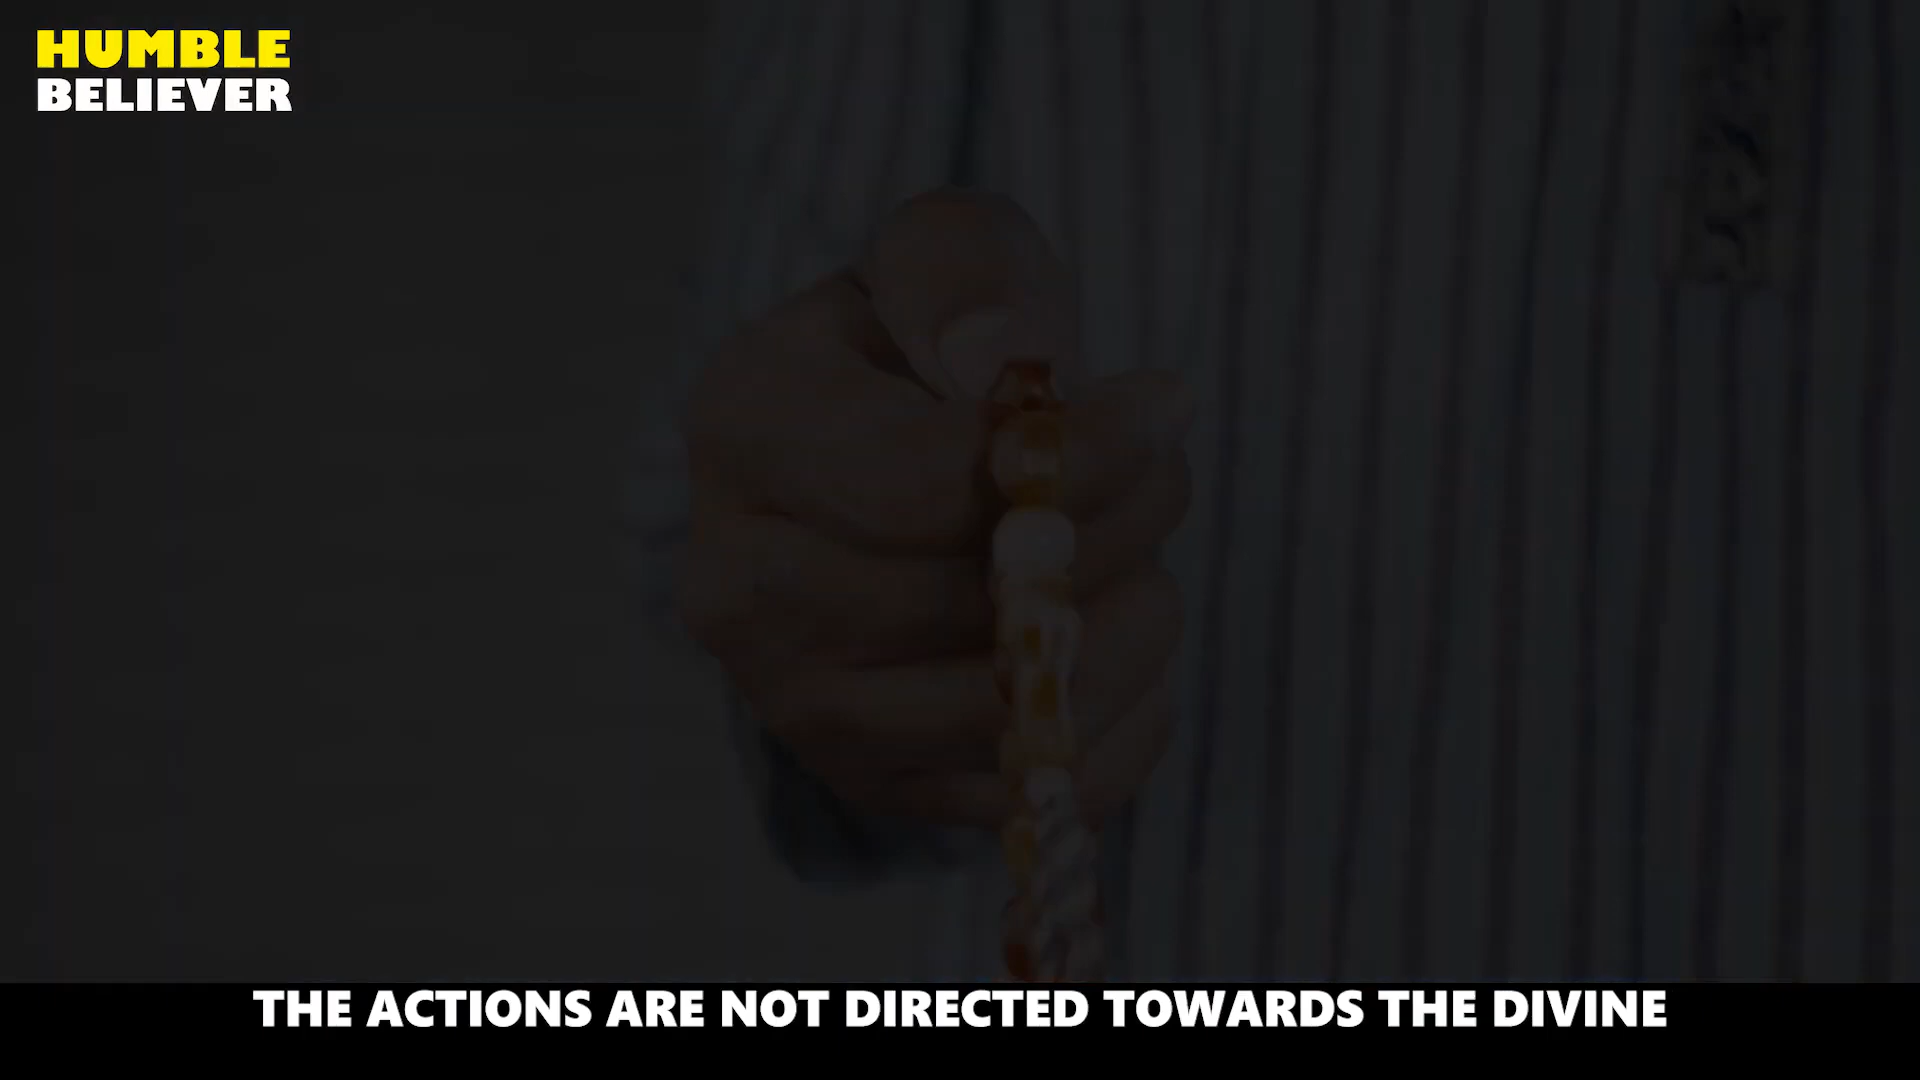 HUMBLE
BELIEVER
THE ACTIONS ARE NOT DIRECTED TOWARDS THE DIVINE